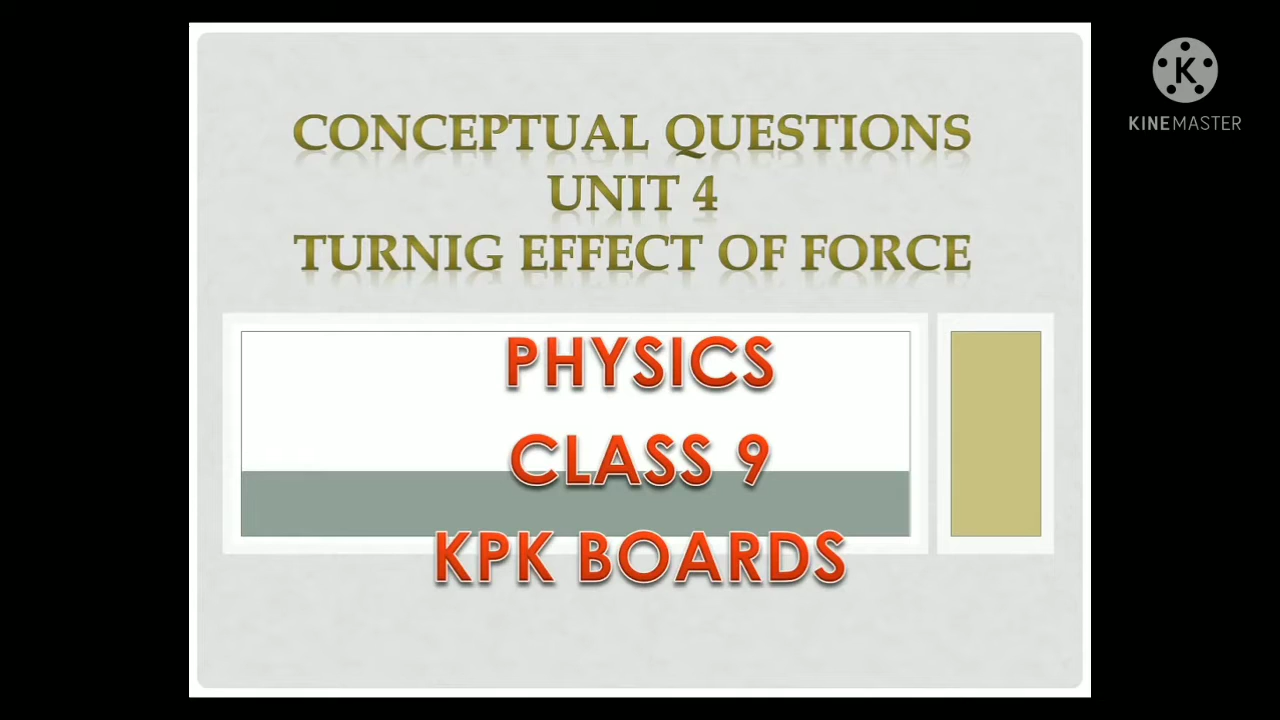 CONCEPTUAL QUESTIONS
UNIT 4
TURNIG EFFECT OF FORCE
PHYSICS
CLASS 9
KPK BOARDS
K
KINEMASTER